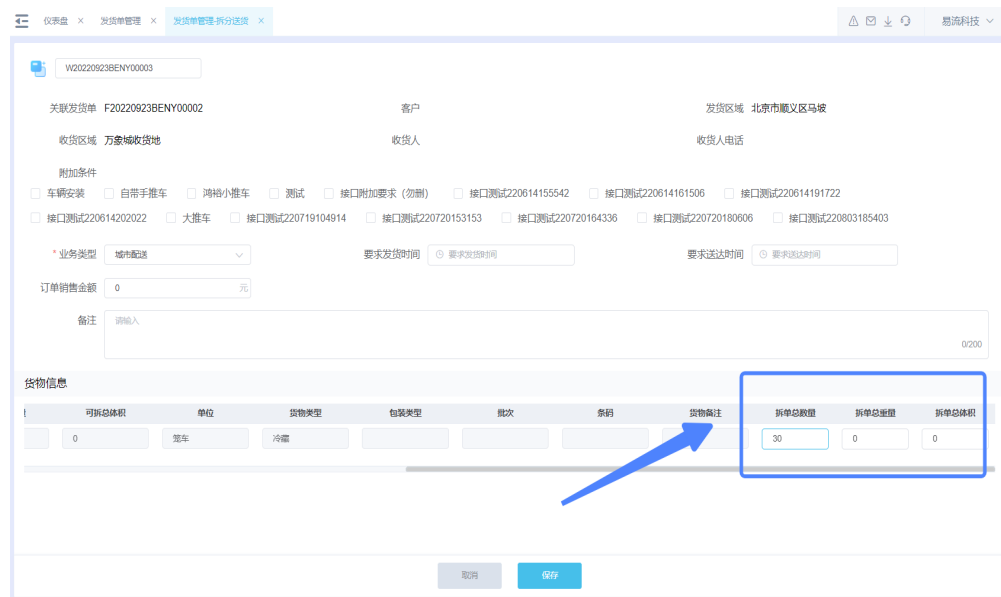 仪表盘 × 发货单管理 × 发货单管理-拆分送货 × 易流科技
W20220923BENY00003
关联发货单 F20220923BENY00002 客户 发货区域 北京市顺义区马坡
收货区域 万象城收货地 收货人 收货人电话
附加条件
车辆安装 自带手推车 鸿裕小推车 测试 接口附加要求（勿删） 接口测试220614155542 接口测试220614161506 接口测试220614191722
接口测试220614202022 大推车 接口测试220719104914 接口测试220720153153 接口测试220720164336 接口测试220720180606 接口测试220803185403
* 业务类型 城市配送 要求发货时间 要求发货时间 要求送达时间 要求送达时间
订单销售金额 0 元
备注 请输入
0/200
货物信息
可拆总体积 单位 货物类型 包装类型 批次 条码 货物备注 拆单总数量 拆单总重量 拆单总体积
0 笼车 冷藏 30 0 0
取消 保存